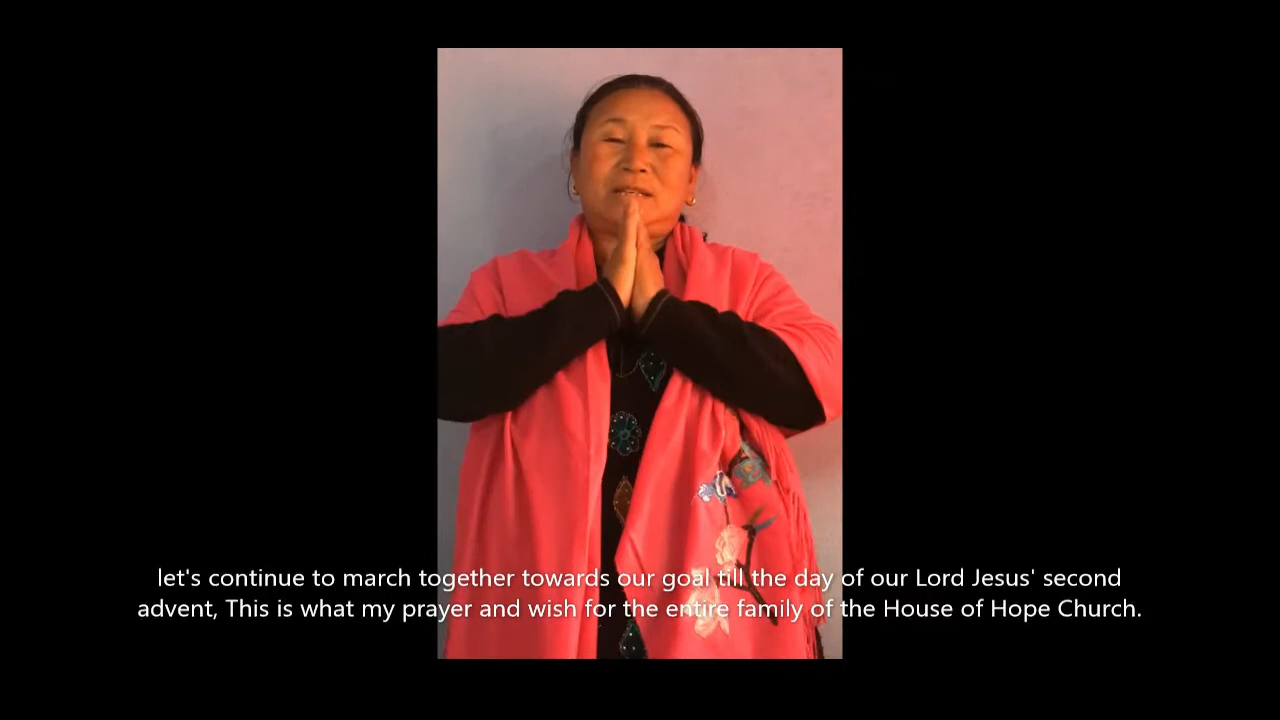 let's continue to march together towards our goal till the day of our Lord Jesus' second
advent, This is what my prayer and wish for the entire family of the House of Hope Church.